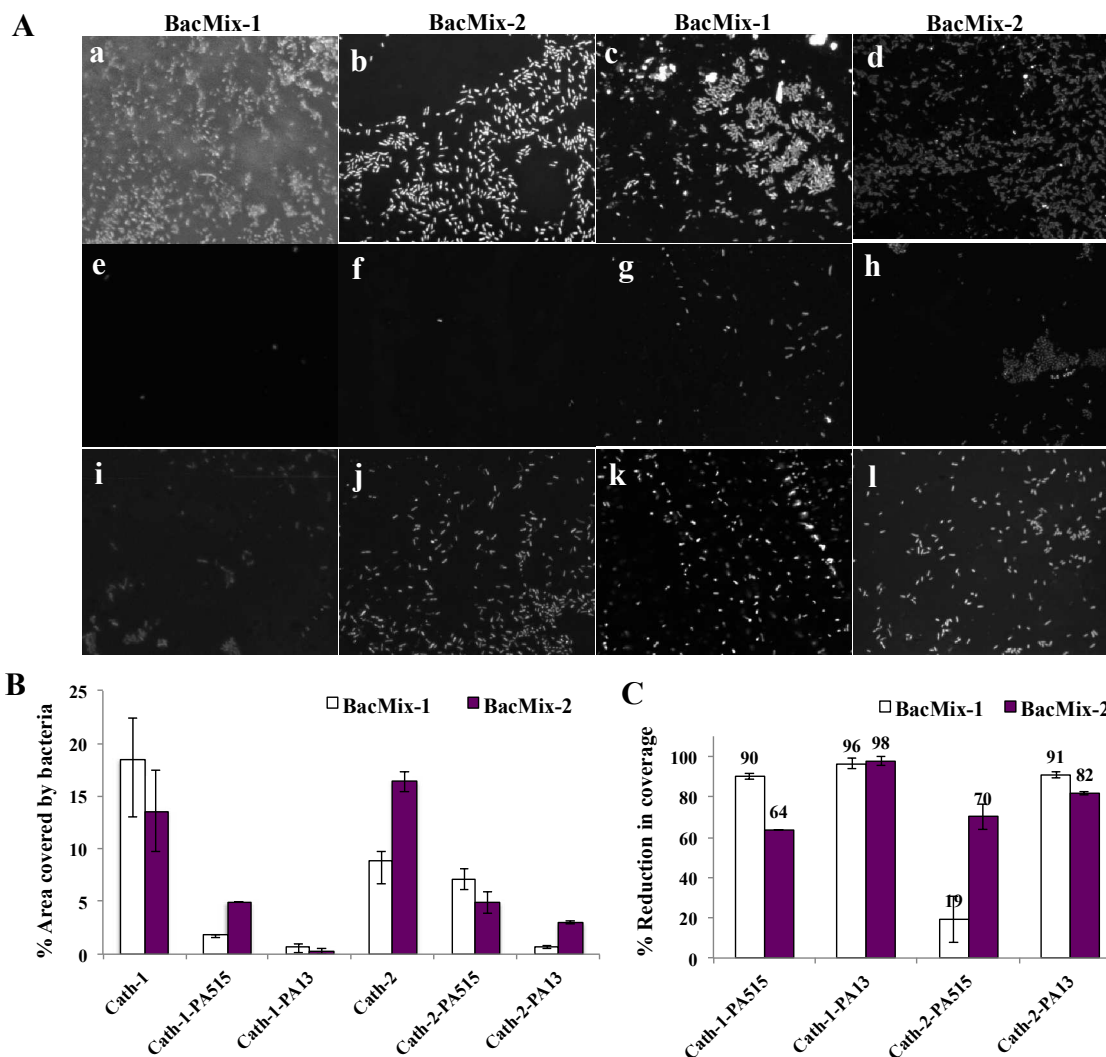 A
BacMix-1 BacMix-2 BacMix-1 BacMix-2
a b c d
e f g h
i j k l
B
% Area covered by bacteria
25
20
15
10
5
0
BacMix-1 BacMix-2
Cath-1 Cath-1-PA515 Cath-1-PA13 Cath-2 Cath-2-PA515 Cath-2-PA13
C
% Reduction in coverage
BacMix-1 BacMix-2
100
80
60
40
20
0
90 64 96 98 19 70 91 82
Cath-1-PA515 Cath-1-PA13 Cath-2-PA515 Cath-2-PA13